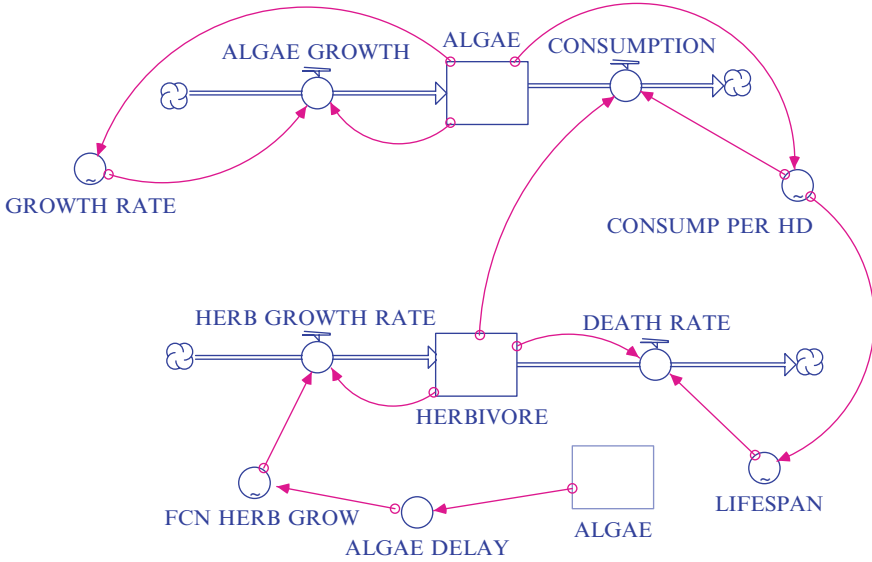 ALGAE GROWTH
ALGAE
CONSUMPTION
GROWTH RATE
CONSUMP PER HD
HERB GROWTH RATE
DEATH RATE
HERBIVORE
FCN HERB GROW
ALGAE DELAY
ALGAE
LIFESPAN
~
~
~
~